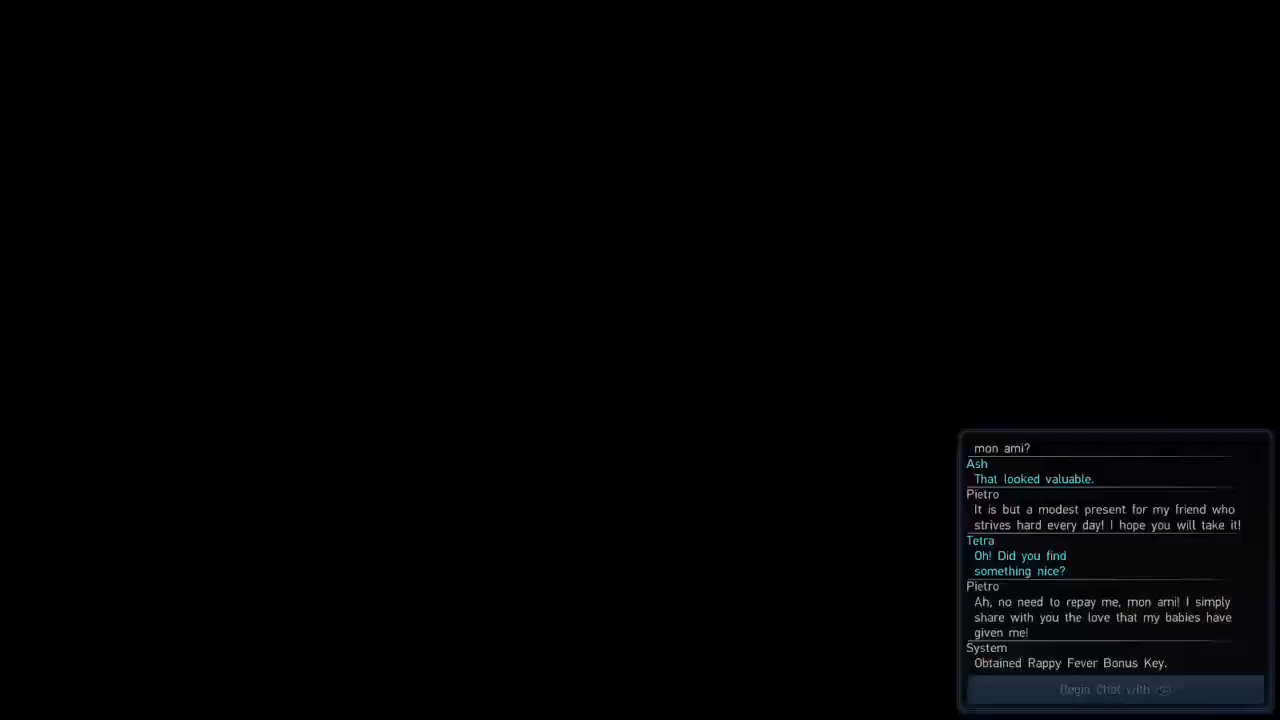 mon ami?
Ash
That looked valuable.
Pietro
It is but a modest present for my friend who
strives hard every day! I hope you will take it!
Tetra
Oh! Did you find
something nice?
Pietro
Ah, no need to repay me, mon ami! I simply
share with you the love that my babies have
given me!
System
Obtained Rappy Fever Bonus Key.
Begin Chat with